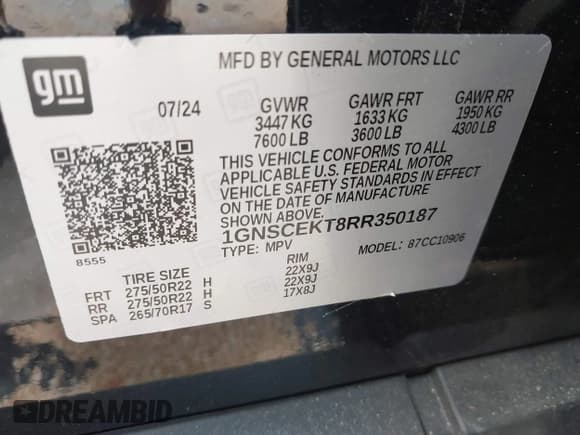 gm
MFD BY GENERAL MOTORS LLC
07/24 GVWR GAWR FRT GAWR RR
3447 KG 1633 KG 1950 KG
7600 LB 3600 LB 4300 LB
THIS VEHICLE CONFORMS TO ALL
APPLICABLE U.S. FEDERAL MOTOR
VEHICLE SAFETY STANDARDS IN EFFECT
ON THE DATE OF MANUFACTURE
SHOWN ABOVE.
1GNSCEKT8RR350187
TYPE: MPV MODEL: 87CC10906
8555
TIRE SIZE RIM
FRT 275/50R22 H 22X9J
RR 275/50R22 H 22X9J
SPA 265/70R17 S 17X8J
DREAMBID